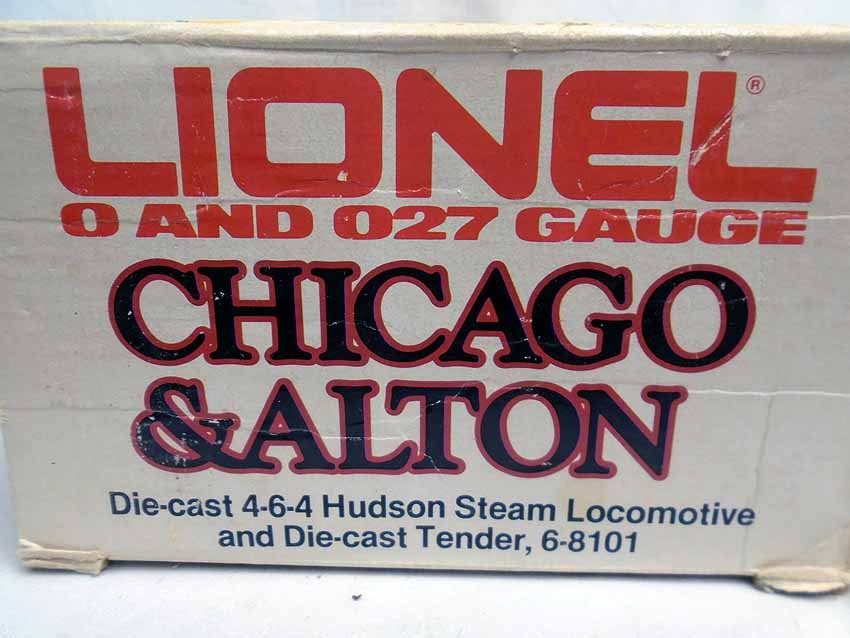 LIONEL®
O AND O27 GAUGE
CHICAGO
&ALTON
Die-cast 4-6-4 Hudson Steam Locomotive
and Die-cast Tender, 6-8101